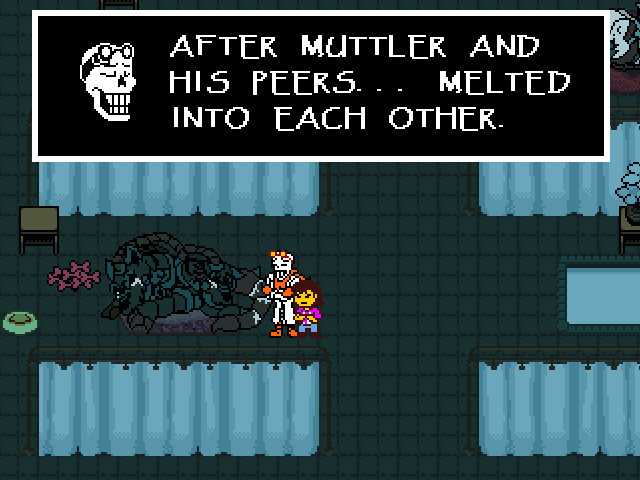 AFTER MUTTLER AND
HIS PEERS... MELTED
INTO EACH OTHER.